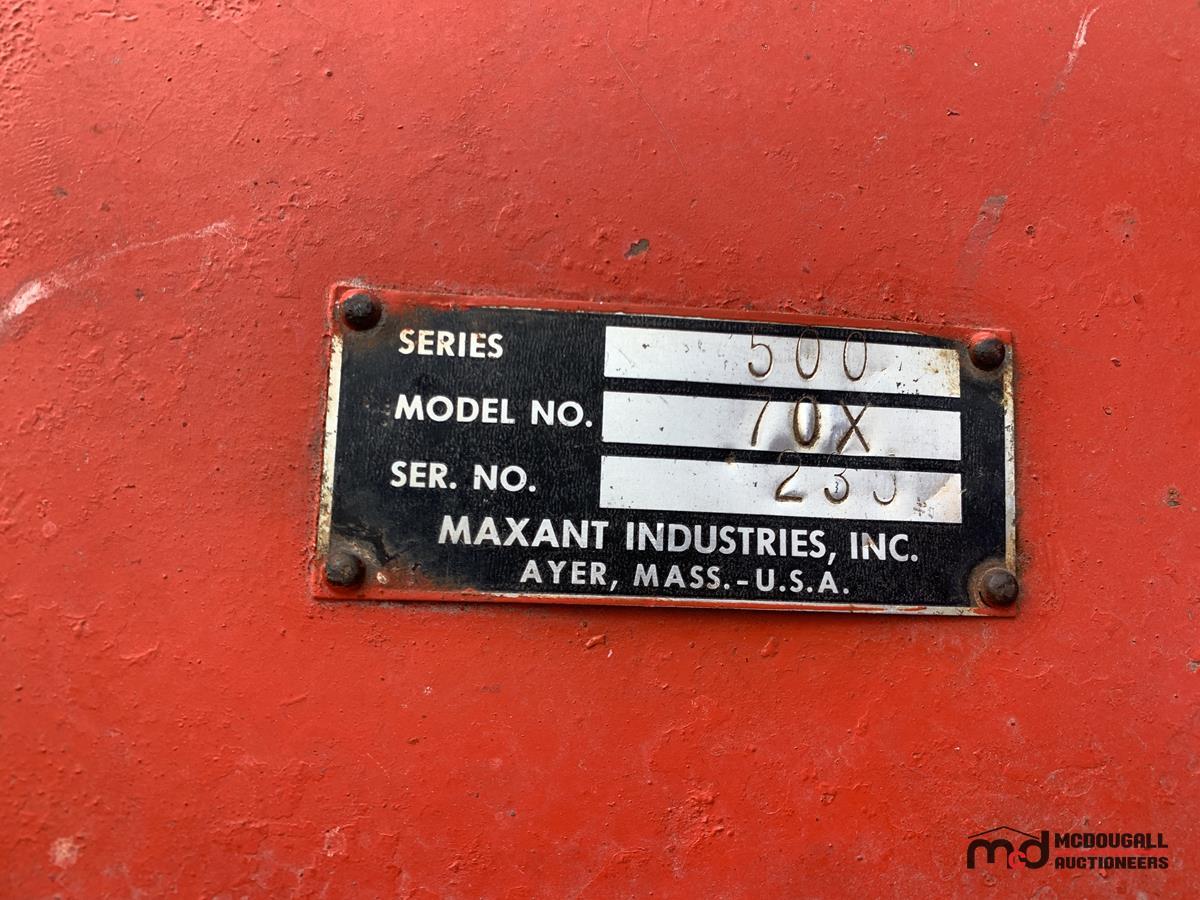 SERIES 500
MODEL NO. 70X
SER. NO.
MAXANT INDUSTRIES, INC.
AYER, MASS.-U.S.A.
m&d MCDOUGALL
AUCTIONEERS